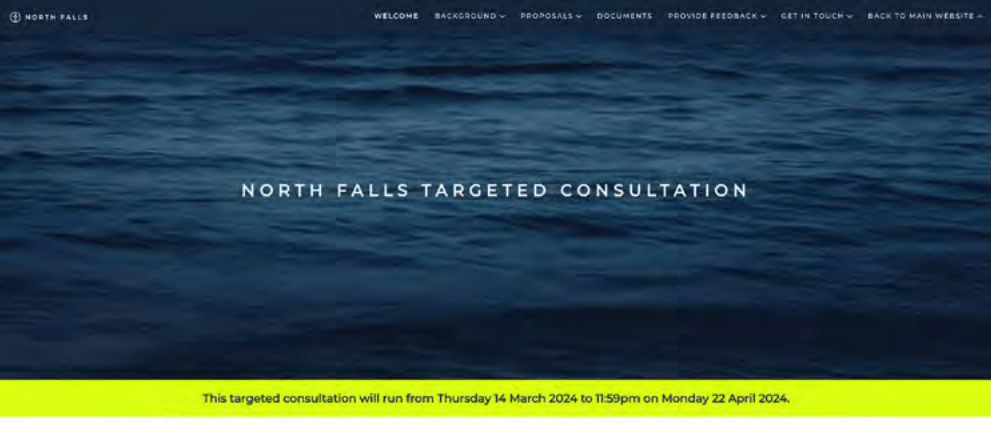 NORTH FALLS
WELCOME BACKGROUND PROPOSALS DOCUMENTS PROVIDE FEEDBACK GET IN TOUCH BACK TO MAIN WEBSITE
NORTH FALLS TARGETED CONSULTATION
This targeted consultation will run from Thursday 14 March 2024 to 11:59pm on Monday 22 April 2024.